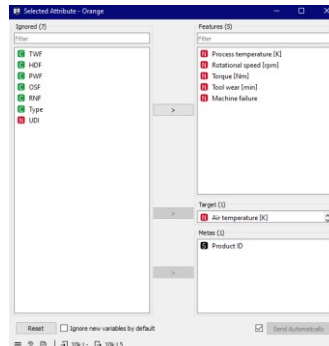 Selected Attribute - Orange
Ignored (7)
Filter
C TWF
C HDF
C PWF
C OSF
C RNF
C Type
N UDI
>
>
>
Features (5)
Filter
N Process temperature [K]
N Rotational speed [rpm]
N Torque [Nm]
N Tool wear [min]
N Machine failure
Target (1)
N Air temperature [K]
Metas (1)
S Product ID
Reset
Ignore new variables by default
Send Automatically